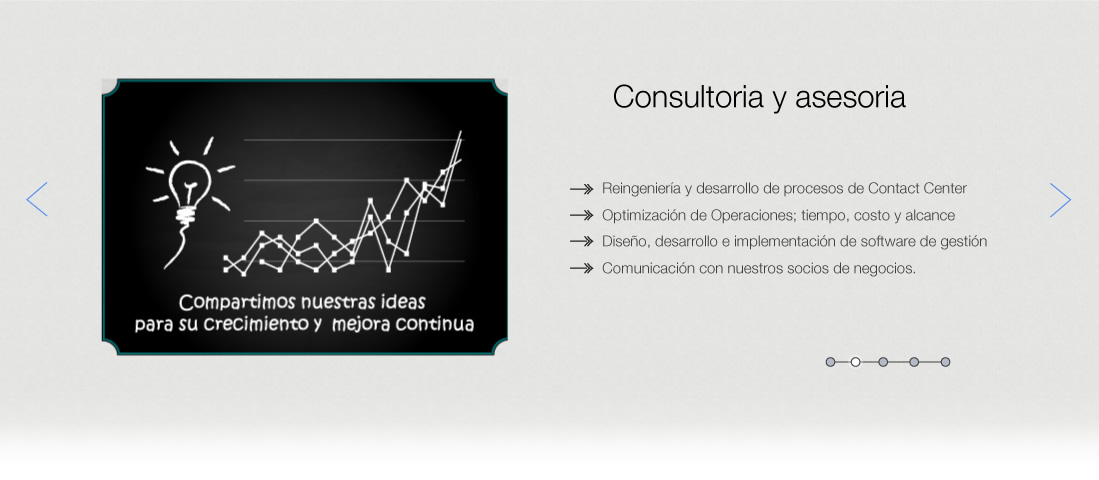 Consultoria y asesoria
Compartimos nuestras ideas
para su crecimiento y mejora continua
Reingeniería y desarrollo de procesos de Contact Center
Optimización de Operaciones; tiempo, costo y alcance
Diseño, desarrollo e implementación de software de gestión
Comunicación con nuestros socios de negocios.